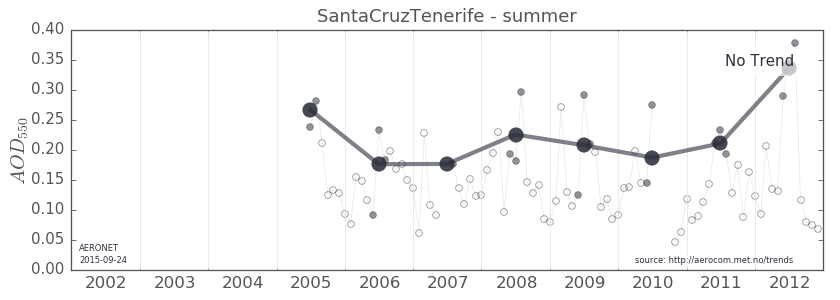 SantaCruzTenerife - summer
0.40
0.35
0.30
0.25
0.20
0.15
0.10
0.05
0.00
AOD550
No Trend
AERONET
2015-09-24
source: http://aerocom.met.no/trends
2002 2003 2004 2005 2006 2007 2008 2009 2010 2011 2012